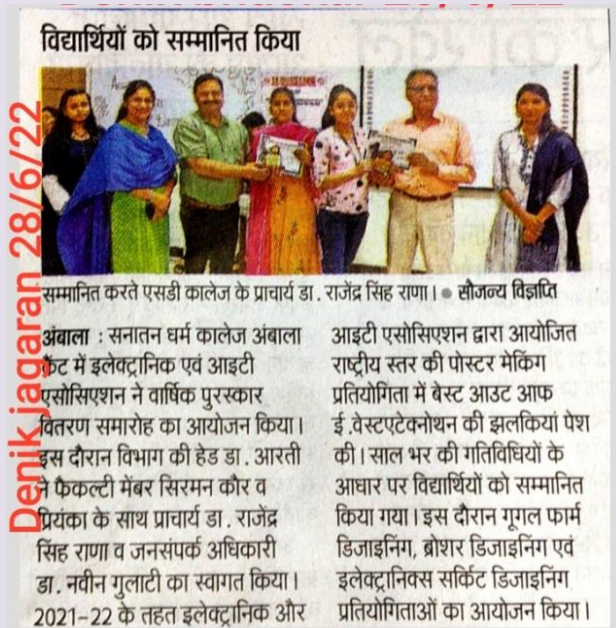 विद्यार्थियों को सम्मानित किया
सम्मानित करते एसडी कालेज के प्राचार्य डा. राजेंद्र सिंह राणा। ● सौजन्य विज्ञप्ति
अंबाला : सनातन धर्म कालेज अंबाला
कैंट में इलेक्ट्रानिक एवं आइटी
एसोसिएशन ने वार्षिक पुरस्कार
वितरण समारोह का आयोजन किया।
इस दौरान विभाग की हेड डा. आरती
ने फैकल्टी मेंबर सिरमन कौर व
प्रियंका के साथ प्राचार्य डा. राजेंद्र
सिंह राणा व जनसंपर्क अधिकारी
डा. नवीन गुलाटी का स्वागत किया।
2021-22 के तहत इलेक्ट्रानिक और
आइटी एसोसिएशन द्वारा आयोजित
राष्ट्रीय स्तर की पोस्टर मेकिंग
प्रतियोगिता में बेस्ट आउट आफ
ई.वेस्टएटेक्नोथन की झलकियां पेश
की। साल भर की गतिविधियों के
आधार पर विद्यार्थियों को सम्मानित
किया गया। इस दौरान गूगल फार्म
डिजाइनिंग, ब्रोशर डिजाइनिंग एवं
इलेक्ट्रानिक्स सर्किट डिजाइनिंग
प्रतियोगिताओं का आयोजन किया।
Denik jagaran 28/6/22